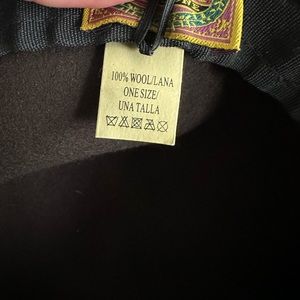 100% WOOL/LANA
ONE SIZE/
UNA TALLA